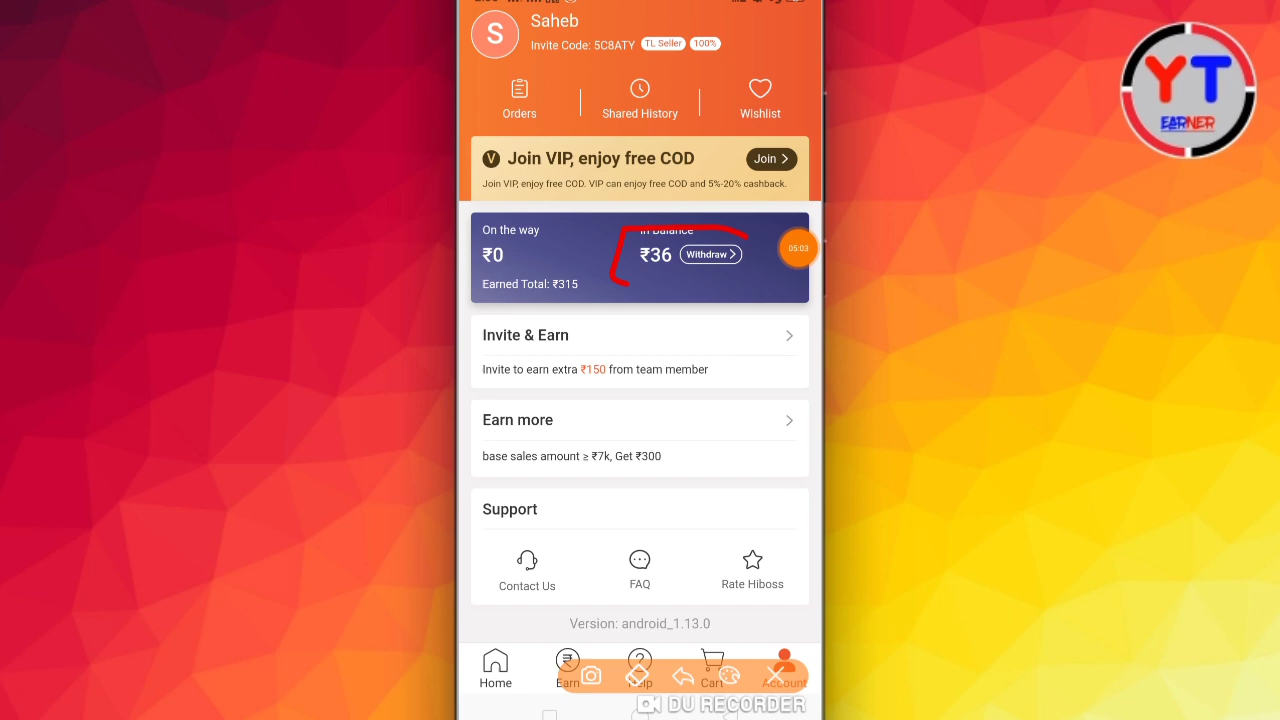 Saheb
S
Invite Code: 5C8ATY TL Seller 100%
Orders Shared History Wishlist
V Join VIP, enjoy free COD Join
Join VIP, enjoy free COD. VIP can enjoy free COD and 5%-20% cashback.
On the way In Balance
₹0 ₹36 Withdraw
05:03
Earned Total: ₹315
Invite & Earn
Invite to earn extra ₹150 from team member
Earn more
base sales amount ≥ ₹7k, Get ₹300
Support
Contact Us FAQ Rate Hiboss
Version: android_1.13.0
Home Earn Help Cart Account
DU RECORDER
YT
EARNER